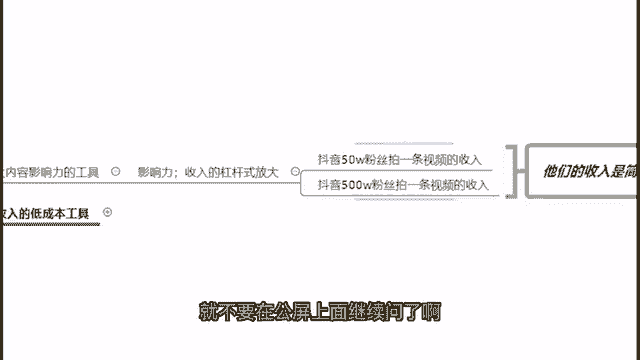 抖音50w粉丝拍一条视频的收入
内容影响力的工具
影响力；收入的杠杆式放大
他们的收入是简
抖音500w粉丝拍一条视频的收入
入的低成本工具
就不要在公屏上面继续问了啊